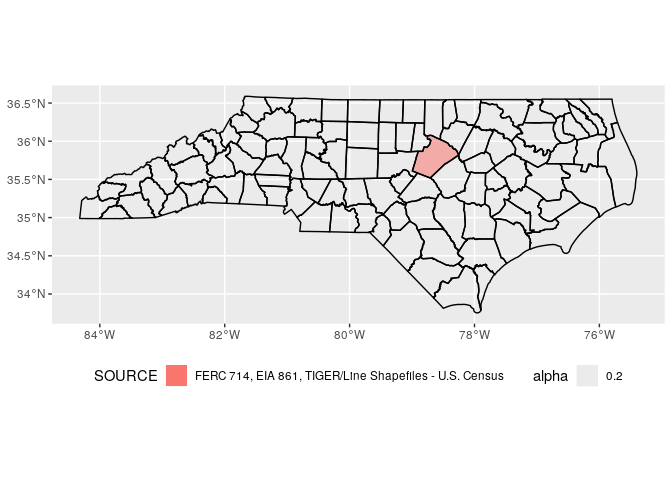 36.5°N
36°N
35.5°N
35°N
34.5°N
34°N
84°W 82°W 80°W 78°W 76°W
SOURCE FERC 714, EIA 861, TIGER/Line Shapefiles - U.S. Census alpha 0.2